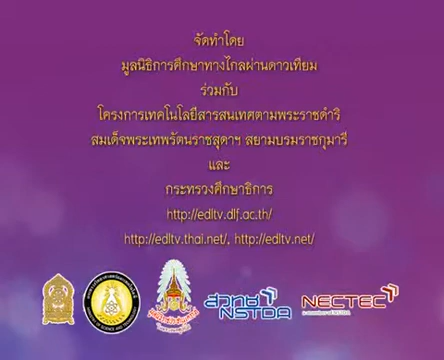 จัดทำโดย
มูลนิธิการศึกษาทางไกลผ่านดาวเทียม
ร่วมกับ
โครงการเทคโนโลยีสารสนเทศตามพระราชดำริ
สมเด็จพระเทพรัตนราชสุดาฯ สยามบรมราชกุมารี
และ
กระทรวงศึกษาธิการ
http://edltv.dlf.ac.th/
http://edltv.thai.net/, http://edltv.net/
สวทช
NSTDA
NECTEC
a member of NSTDA